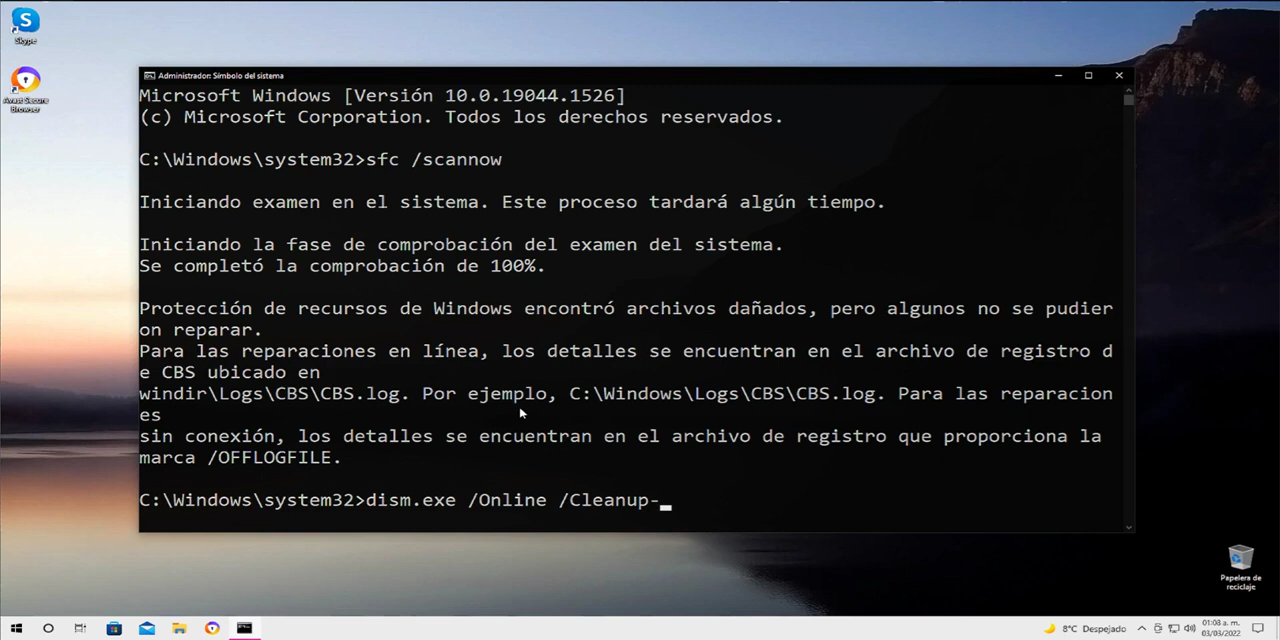 Skype
Avast Secure
Browser
Administrador: Símbolo del sistema
Microsoft Windows [Versión 10.0.19044.1526]
(c) Microsoft Corporation. Todos los derechos reservados.
C:\Windows\system32>sfc /scannow
Iniciando examen en el sistema. Este proceso tardará algún tiempo.
Iniciando la fase de comprobación del examen del sistema.
Se completó la comprobación de 100%.
Protección de recursos de Windows encontró archivos dañados, pero algunos no se pudier
on reparar.
Para las reparaciones en línea, los detalles se encuentran en el archivo de registro d
e CBS ubicado en
windir\Logs\CBS\CBS.log. Por ejemplo, C:\Windows\Logs\CBS\CBS.log. Para las reparacion
es
sin conexión, los detalles se encuentran en el archivo de registro que proporciona la
marca /OFFLOGFILE.
C:\Windows\system32>dism.exe /Online /Cleanup-
Papelera de
reciclaje
8°C Despejado
01:08 a. m.
03/03/2022